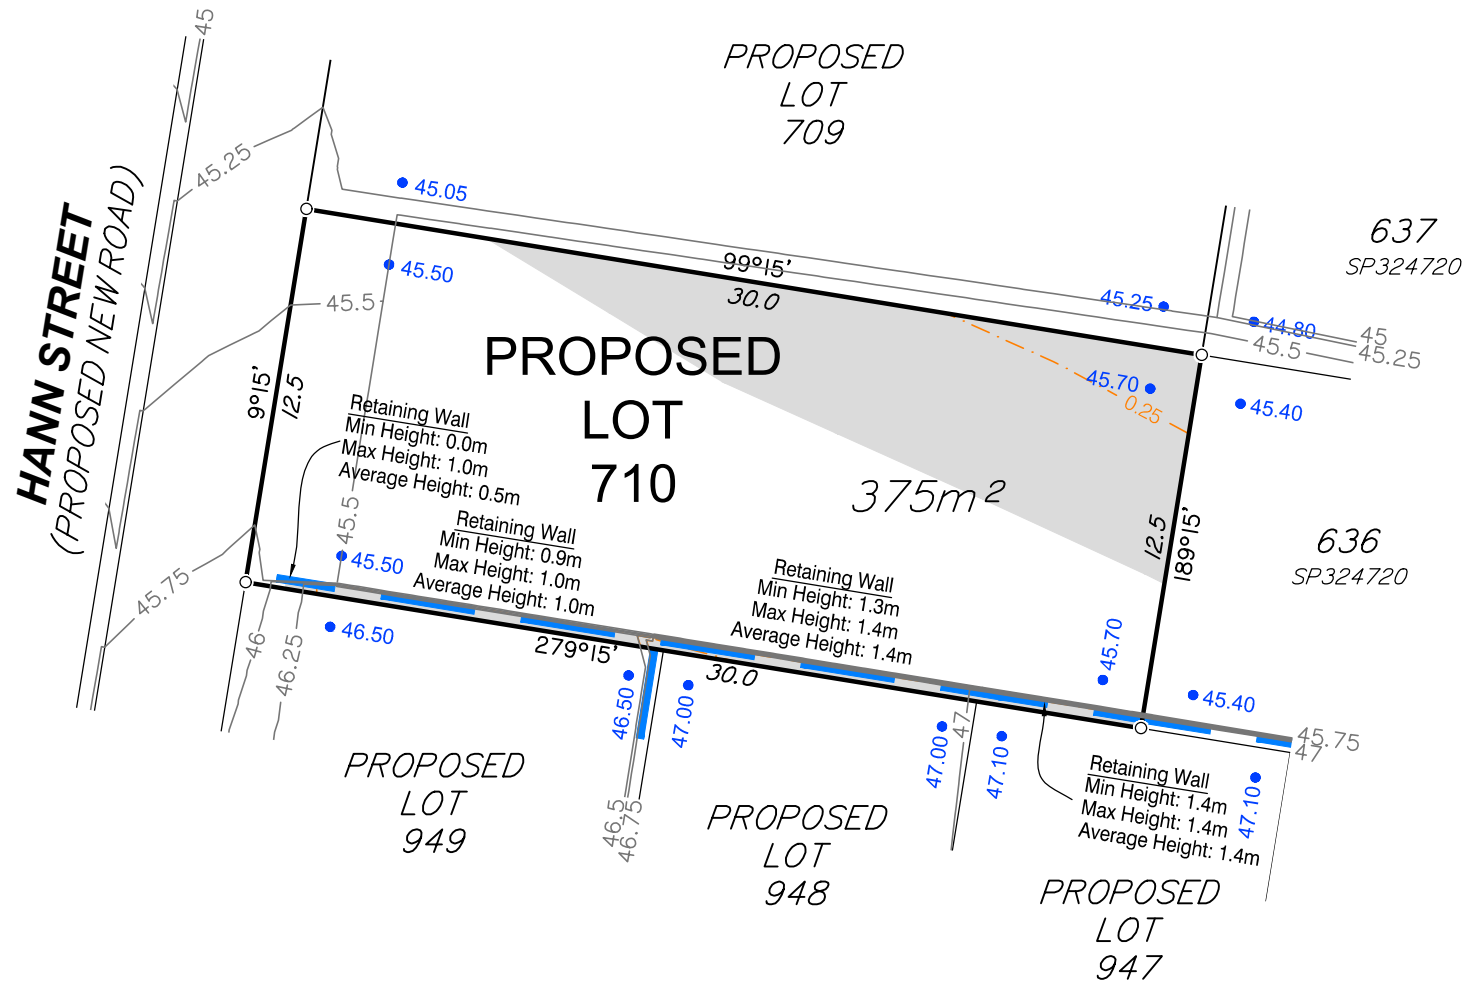 PROPOSED
LOT
709
45
45.25
HANN STREET
(PROPOSED NEW ROAD)
45.05
45.50
99°15'
30.0
637
SP324720
45.25
44.80
45
45.25
45.5
45.5
PROPOSED
LOT
710
45.70
0.25
45.40
9°15'
12.5
Retaining Wall
Min Height: 0.0m
Max Height: 1.0m
Average Height: 0.5m
375m²
12.5
189°15'
636
SP324720
45.5
45.50
Retaining Wall
Min Height: 0.9m
Max Height: 1.0m
Average Height: 1.0m
Retaining Wall
Min Height: 1.3m
Max Height: 1.4m
Average Height: 1.4m
45.75
46
46.25
46.50
279°15'
30.0
46.50
47.00
45.70
45.40
47.00
47
47.10
45.75
47
PROPOSED
LOT
949
46.5
46.75
PROPOSED
LOT
948
Retaining Wall
Min Height: 1.4m
Max Height: 1.4m
Average Height: 1.4m
47.10
PROPOSED
LOT
947